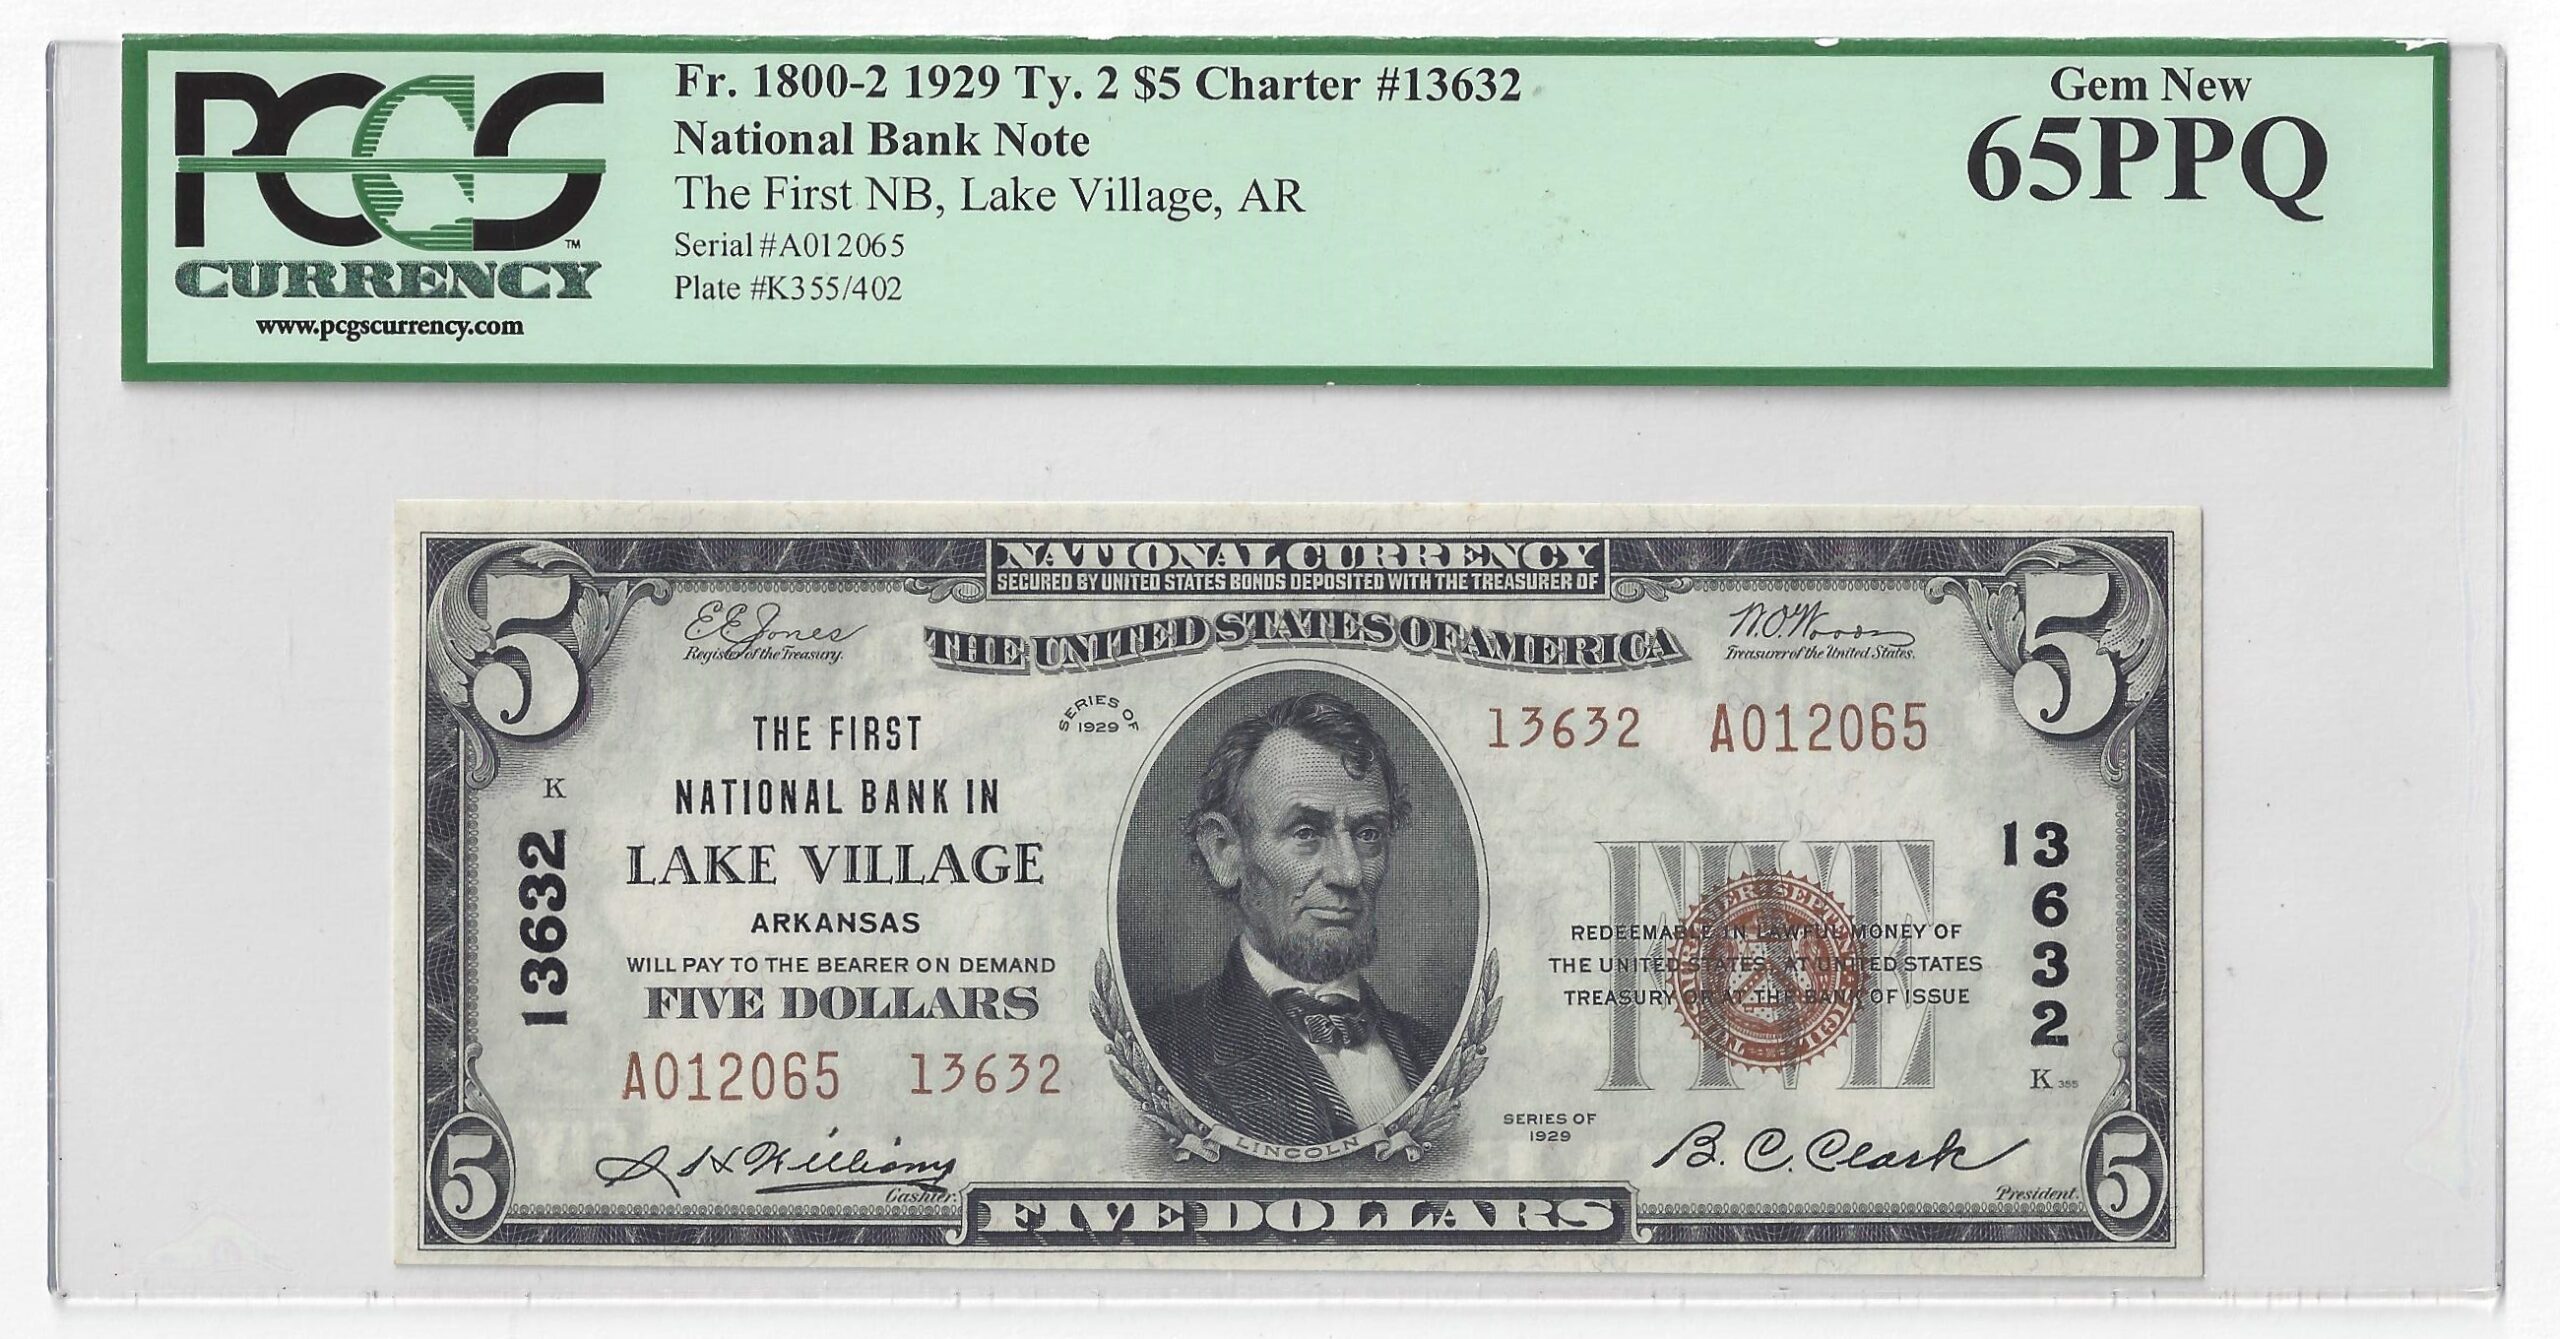 PCGS
™
CURRENCY
www.pcgscurrency.com
Fr. 1800-2 1929 Ty. 2 $5 Charter #13632
National Bank Note
The First NB, Lake Village, AR
Serial #A012065
Plate #K355/402
Gem New
65PPQ
NATIONAL CURRENCY
SECURED BY UNITED STATES BONDS DEPOSITED WITH THE TREASURER OF
THE UNITED STATES OF AMERICA
5
5
E E Jones
Register of the Treasury.
W. O. Woods
Treasurer of the United States.
SERIES OF
1929
THE FIRST
NATIONAL BANK IN
LAKE VILLAGE
ARKANSAS
WILL PAY TO THE BEARER ON DEMAND
FIVE DOLLARS
A012065 13632
K
13632
13632 A012065
FIVE
REDEEMABLE IN LAWFUL MONEY OF
THE UNITED STATES AT UNITED STATES
TREASURY OR AT THE BANK OF ISSUE
13632
K 355
SERIES OF
1929
LINCOLN
Williams
Cashier.
B. C. Clark
President.
5
FIVE DOLLARS
5